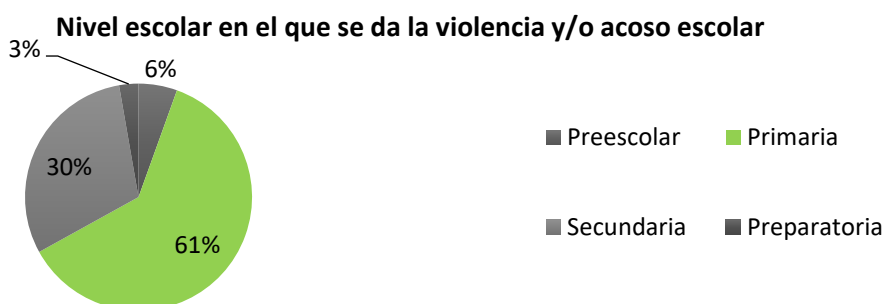 Nivel escolar en el que se da la violencia y/o acoso escolar
3%
6%
30%
61%
Preescolar
Primaria
Secundaria
Preparatoria